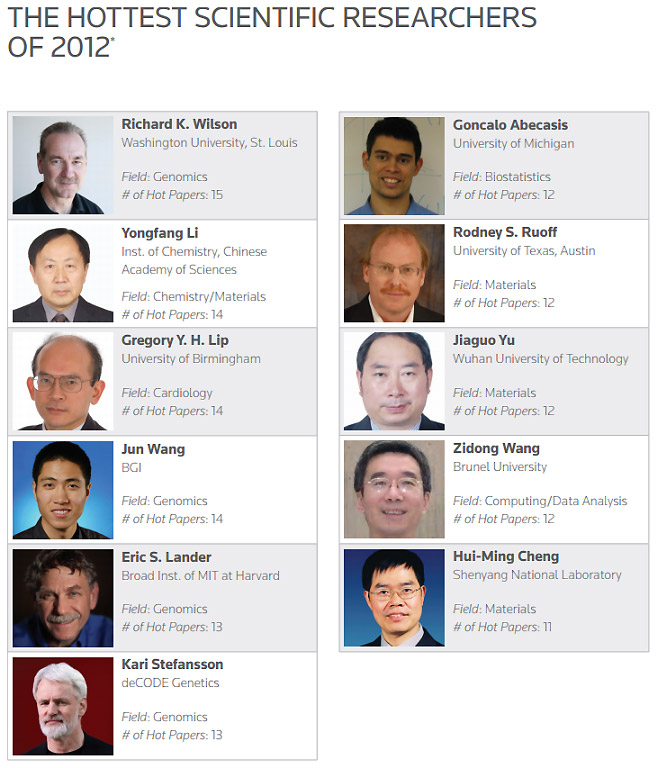 THE HOTTEST SCIENTIFIC RESEARCHERS
OF 2012*
Richard K. Wilson
Washington University, St. Louis
Field: Genomics
# of Hot Papers: 15
Yongfang Li
Inst. of Chemistry, Chinese
Academy of Sciences
Field: Chemistry/Materials
# of Hot Papers: 14
Gregory Y. H. Lip
University of Birmingham
Field: Cardiology
# of Hot Papers: 14
Jun Wang
BGI
Field: Genomics
# of Hot Papers: 14
Eric S. Lander
Broad Inst. of MIT at Harvard
Field: Genomics
# of Hot Papers: 13
Kari Stefansson
deCODE Genetics
Field: Genomics
# of Hot Papers: 13
Goncalo Abecasis
University of Michigan
Field: Biostatistics
# of Hot Papers: 12
Rodney S. Ruoff
University of Texas, Austin
Field: Materials
# of Hot Papers: 12
Jiaguo Yu
Wuhan University of Technology
Field: Materials
# of Hot Papers: 12
Zidong Wang
Brunel University
Field: Computing/Data Analysis
# of Hot Papers: 12
Hui-Ming Cheng
Shenyang National Laboratory
Field: Materials
# of Hot Papers: 11